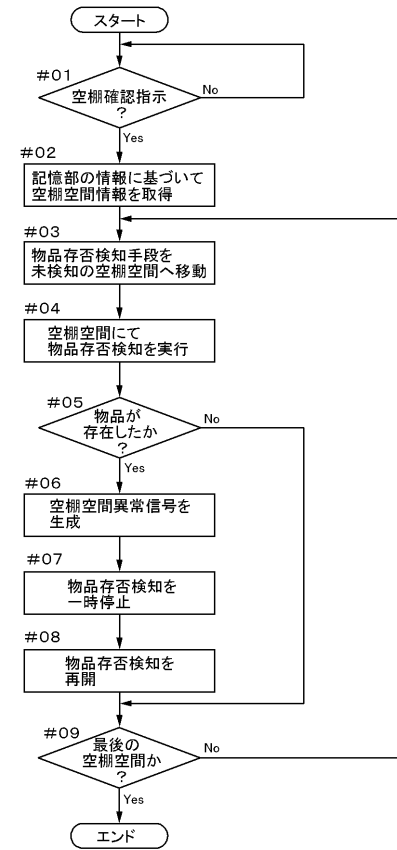 スタート
#01
空棚確認指示
?
No
Yes
#02
記憶部の情報に基づいて
空棚空間情報を取得
#03
物品存否検知手段を
未検知の空棚空間へ移動
#04
空棚空間にて
物品存否検知を実行
#05
物品が
存在したか
?
No
Yes
#06
空棚空間異常信号を
生成
#07
物品存否検知を
一時停止
#08
物品存否検知を
再開
#09
最後の
空棚空間か
?
No
Yes
エンド